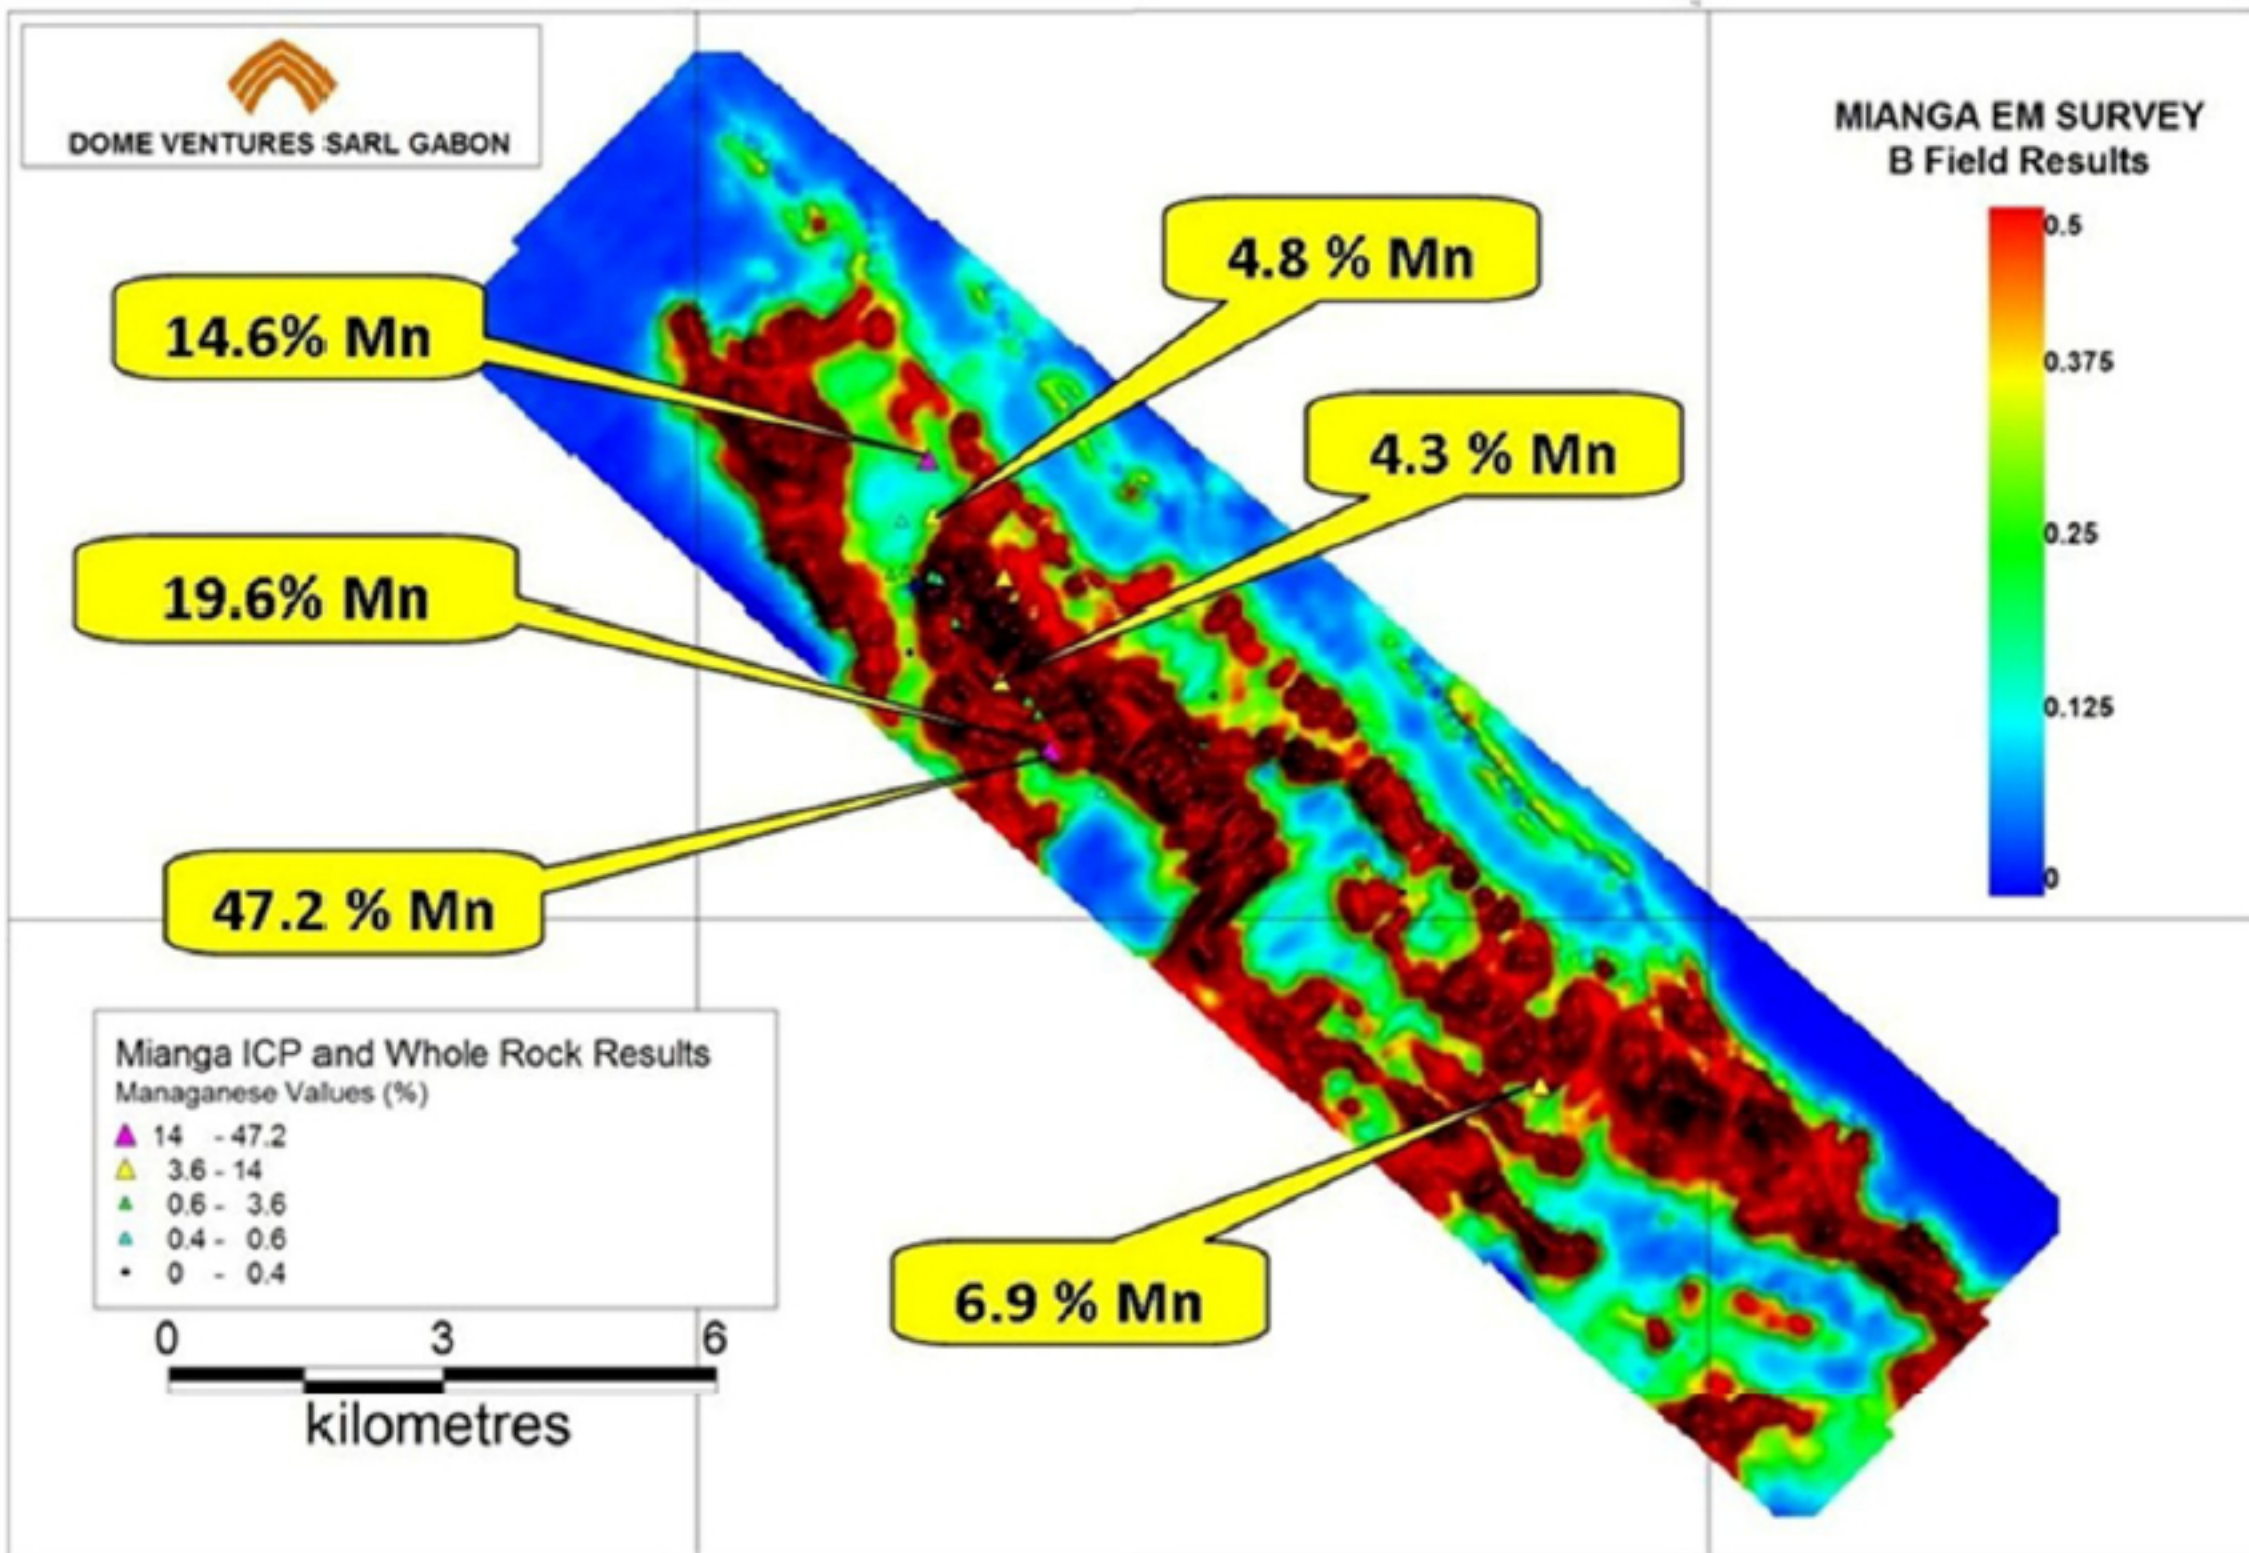 DOME VENTURES SARL GABON
MIANGA EM SURVEY
B Field Results
0.5
0.375
0.25
0.125
0
14.6% Mn
4.8 % Mn
4.3 % Mn
19.6% Mn
47.2 % Mn
6.9 % Mn
Mianga ICP and Whole Rock Results
Managanese Values (%)
14 - 47.2
3.6 - 14
0.6 - 3.6
0.4 - 0.6
0 - 0.4
0 3 6
kilometres